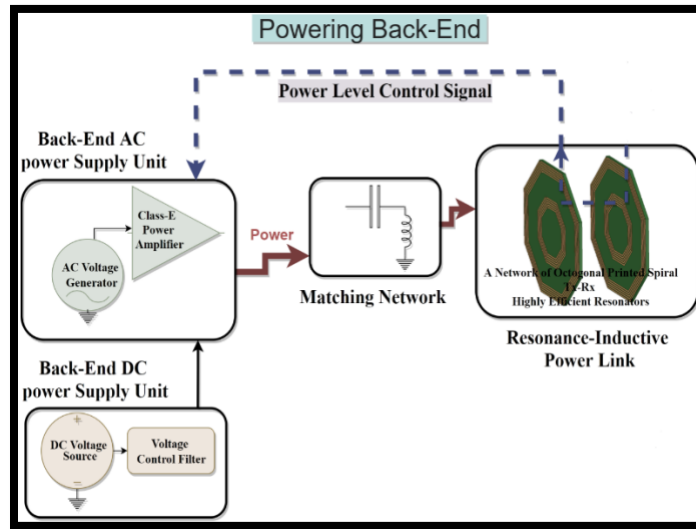 Powering Back-End
Power Level Control Signal
Back-End AC
power Supply Unit
Class-E
Power
Amplifier
AC Voltage
Generator
Power
Matching Network
A Network of Octogonal Printed Spiral
Tx-Rx
Highly Efficient Resonators
Resonance-Inductive
Power Link
Back-End DC
power Supply Unit
DC Voltage
Source
Voltage
Control Filter